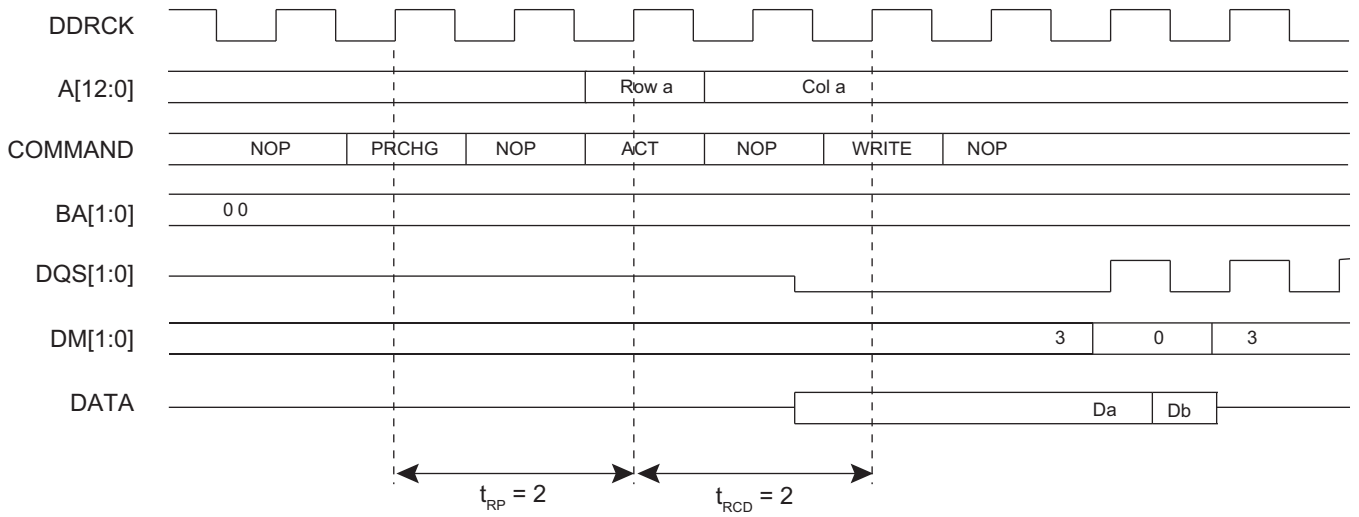 DDRCK
A[12:0] Row a Col a
COMMAND NOP PRCHG NOP ACT NOP WRITE NOP
BA[1:0] 0 0
DQS[1:0]
DM[1:0] 3 0 3
DATA Da Db
tRP = 2 tRCD = 2